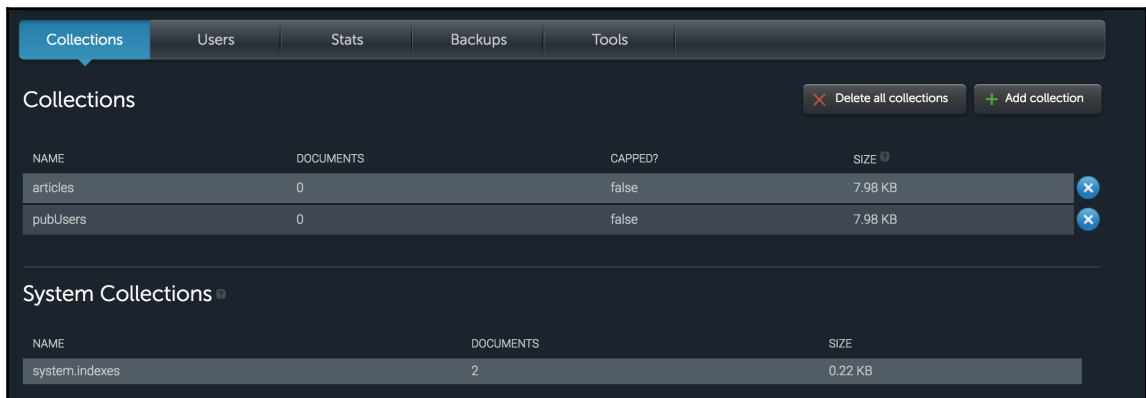 Collections Users Stats Backups Tools
Collections Delete all collections Add collection
NAME DOCUMENTS CAPPED? SIZE ?
articles 0 false 7.98 KB
pubUsers 0 false 7.98 KB
System Collections ?
NAME DOCUMENTS SIZE
system.indexes 2 0.22 KB